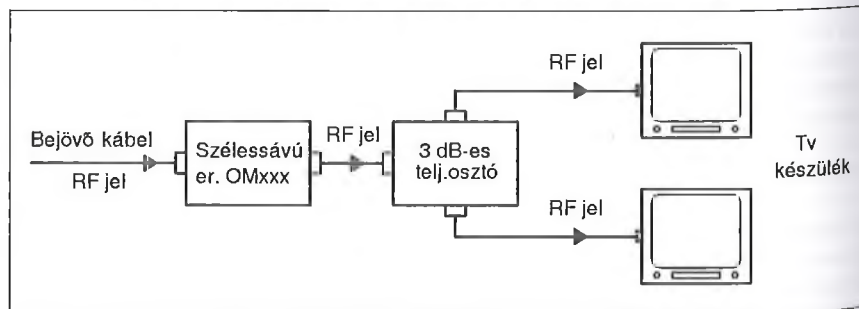 RF jel
Bejövő kábel
RF jel
Szélessávú
er. OMxxx
RF jel
3 dB-es
telj.osztó
Tv
készülék
RF jel